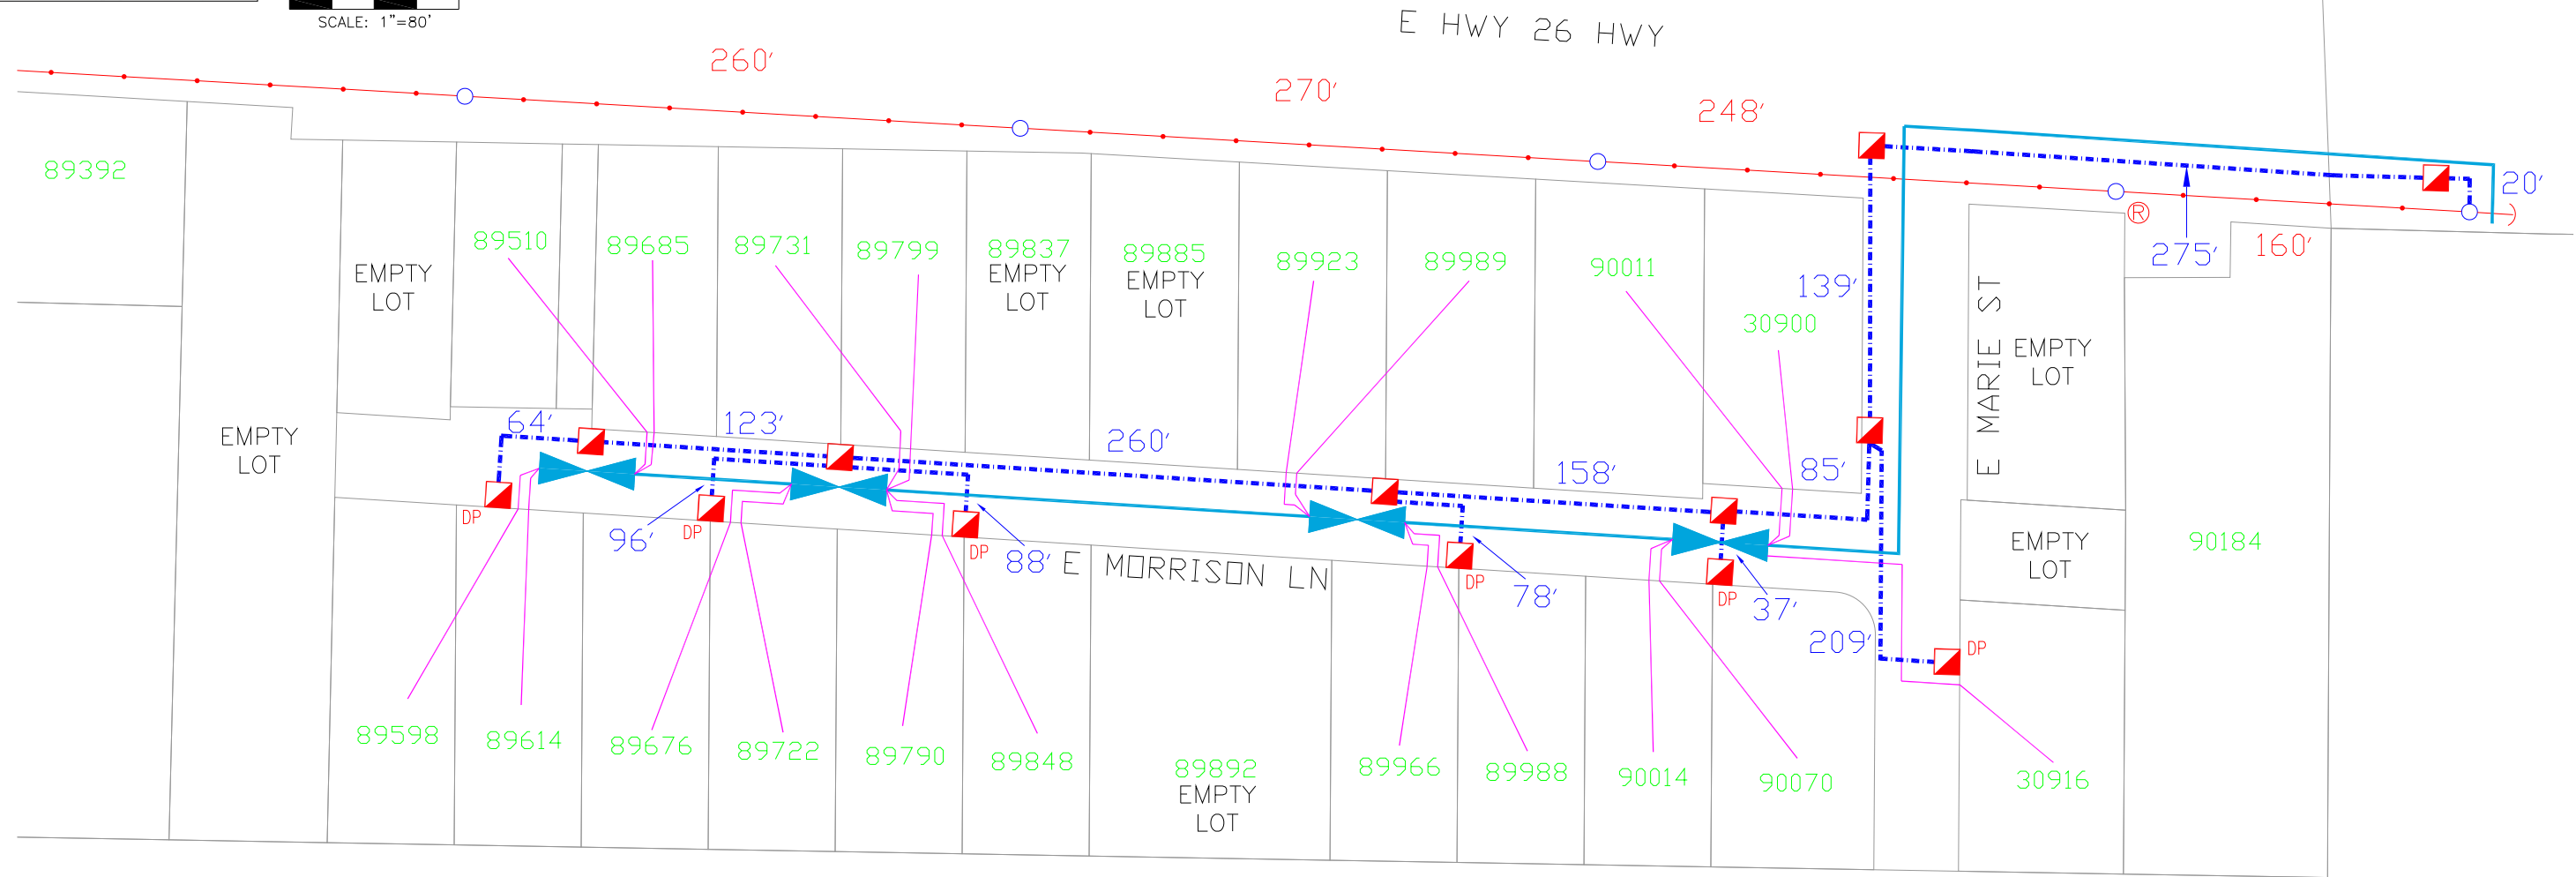 SCALE: 1"=80'
E HWY 26 HWY
260'
270'
248'
89392
20'
®
275'
160'
89510
89685
89731
89799
89837
EMPTY
LOT
89885
EMPTY
LOT
89923
89989
90011
30900
139'
EMPTY
LOT
E MARIE ST
EMPTY
LOT
EMPTY
LOT
64'
123'
260'
158'
85'
DP
96'
DP
DP
88'
E MORRISON LN
DP
78'
DP
37'
209'
DP
EMPTY
LOT
90184
89598
89614
89676
89722
89790
89848
89892
EMPTY
LOT
89966
89988
90014
90070
30916